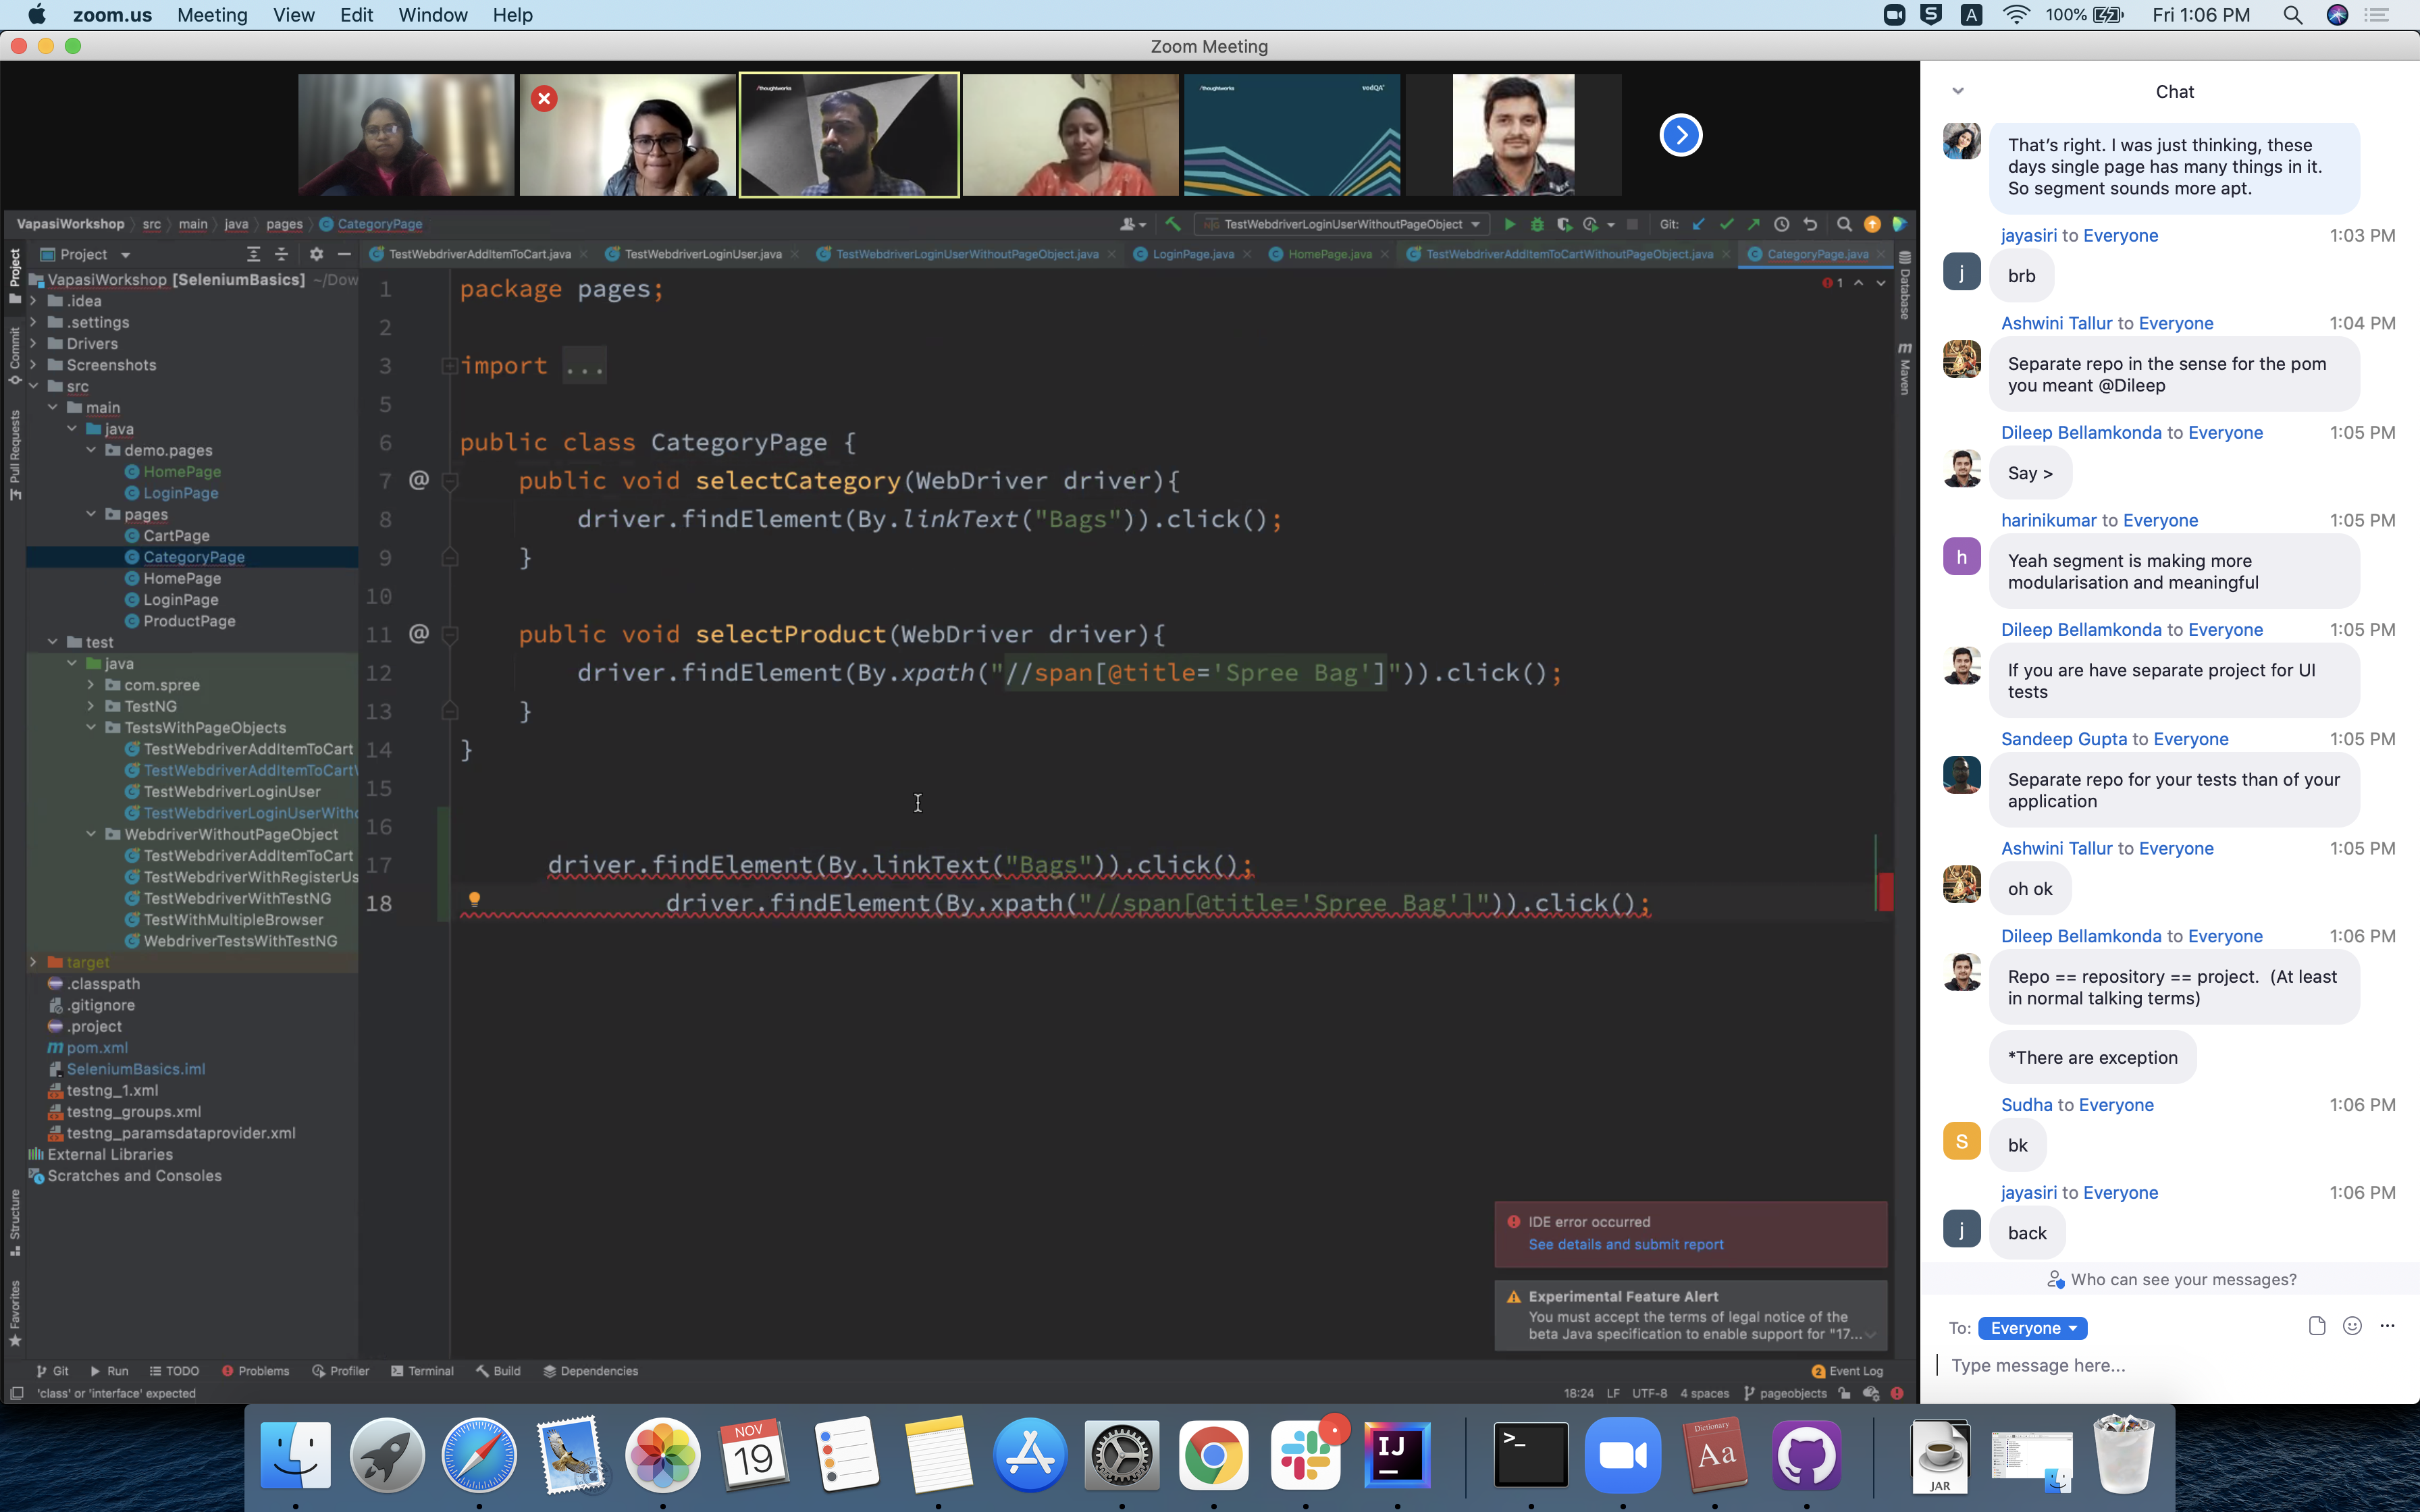 zoom.us Meeting View Edit Window Help
100% Fri 1:06 PM
Zoom Meeting
/thoughtworks
/thoughtworks
vodQA
VapasiWorkshop src main java pages CategoryPage
TestWebdriverLoginUserWithoutPageObject Git:
Project
TestWebdriverAddItemToCart.java TestWebdriverLoginUser.java TestWebdriverLoginUserWithoutPageObject.java LoginPage.java HomePage.java TestWebdriverAddItemToCartWithoutPageObject.java CategoryPage.java
Project
Commit
Pull Requests
Structure
Favorites
Database
Maven
VapasiWorkshop [SeleniumBasics] ~/Dow
.idea
.settings
Drivers
Screenshots
src
main
java
demo.pages
HomePage
LoginPage
pages
CartPage
CategoryPage
HomePage
LoginPage
ProductPage
test
java
com.spree
TestNG
TestsWithPageObjects
TestWebdriverAddItemToCart
TestWebdriverAddItemToCartV
TestWebdriverLoginUser
TestWebdriverLoginUserWitho
WebdriverWithoutPageObject
TestWebdriverAddItemToCart
TestWebdriverWithRegisterUs
TestWebdriverWithTestNG
TestWithMultipleBrowser
WebdriverTestsWithTestNG
target
.classpath
.gitignore
.project
pom.xml
SeleniumBasics.iml
testng_1.xml
testng_groups.xml
testng_paramsdataprovider.xml
External Libraries
Scratches and Consoles
1 package pages;
1
2
3 import ...
5
6 public class CategoryPage {
7 @ public void selectCategory(WebDriver driver){
8 driver.findElement(By.linkText("Bags")).click();
9 }
10
11 @ public void selectProduct(WebDriver driver){
12 driver.findElement(By.xpath("//span[@title='Spree Bag']")).click();
13 }
14 }
15
16
17 driver.findElement(By.linkText("Bags")).click();
18 driver.findElement(By.xpath("//span[@title='Spree Bag']")).click();
IDE error occurred
See details and submit report
Experimental Feature Alert
You must accept the terms of legal notice of the
beta Java specification to enable support for "17...
Git Run TODO Problems Profiler Terminal Build Dependencies
2 Event Log
'class' or 'interface' expected
18:24 LF UTF-8 4 spaces pageobjects
Chat
That's right. I was just thinking, these
days single page has many things in it.
So segment sounds more apt.
jayasiri to Everyone 1:03 PM
j
brb
Ashwini Tallur to Everyone 1:04 PM
Separate repo in the sense for the pom
you meant @Dileep
Dileep Bellamkonda to Everyone 1:05 PM
Say >
harinikumar to Everyone 1:05 PM
h
Yeah segment is making more
modularisation and meaningful
Dileep Bellamkonda to Everyone 1:05 PM
If you are have separate project for UI
tests
Sandeep Gupta to Everyone 1:05 PM
Separate repo for your tests than of your
application
Ashwini Tallur to Everyone 1:05 PM
oh ok
Dileep Bellamkonda to Everyone 1:06 PM
Repo == repository == project. (At least
in normal talking terms)
*There are exception
Sudha to Everyone 1:06 PM
S
bk
jayasiri to Everyone 1:06 PM
j
back
Who can see your messages?
To: Everyone
Type message here...
NOV
19
IJ
>_
Dictionary
Aa
JAR